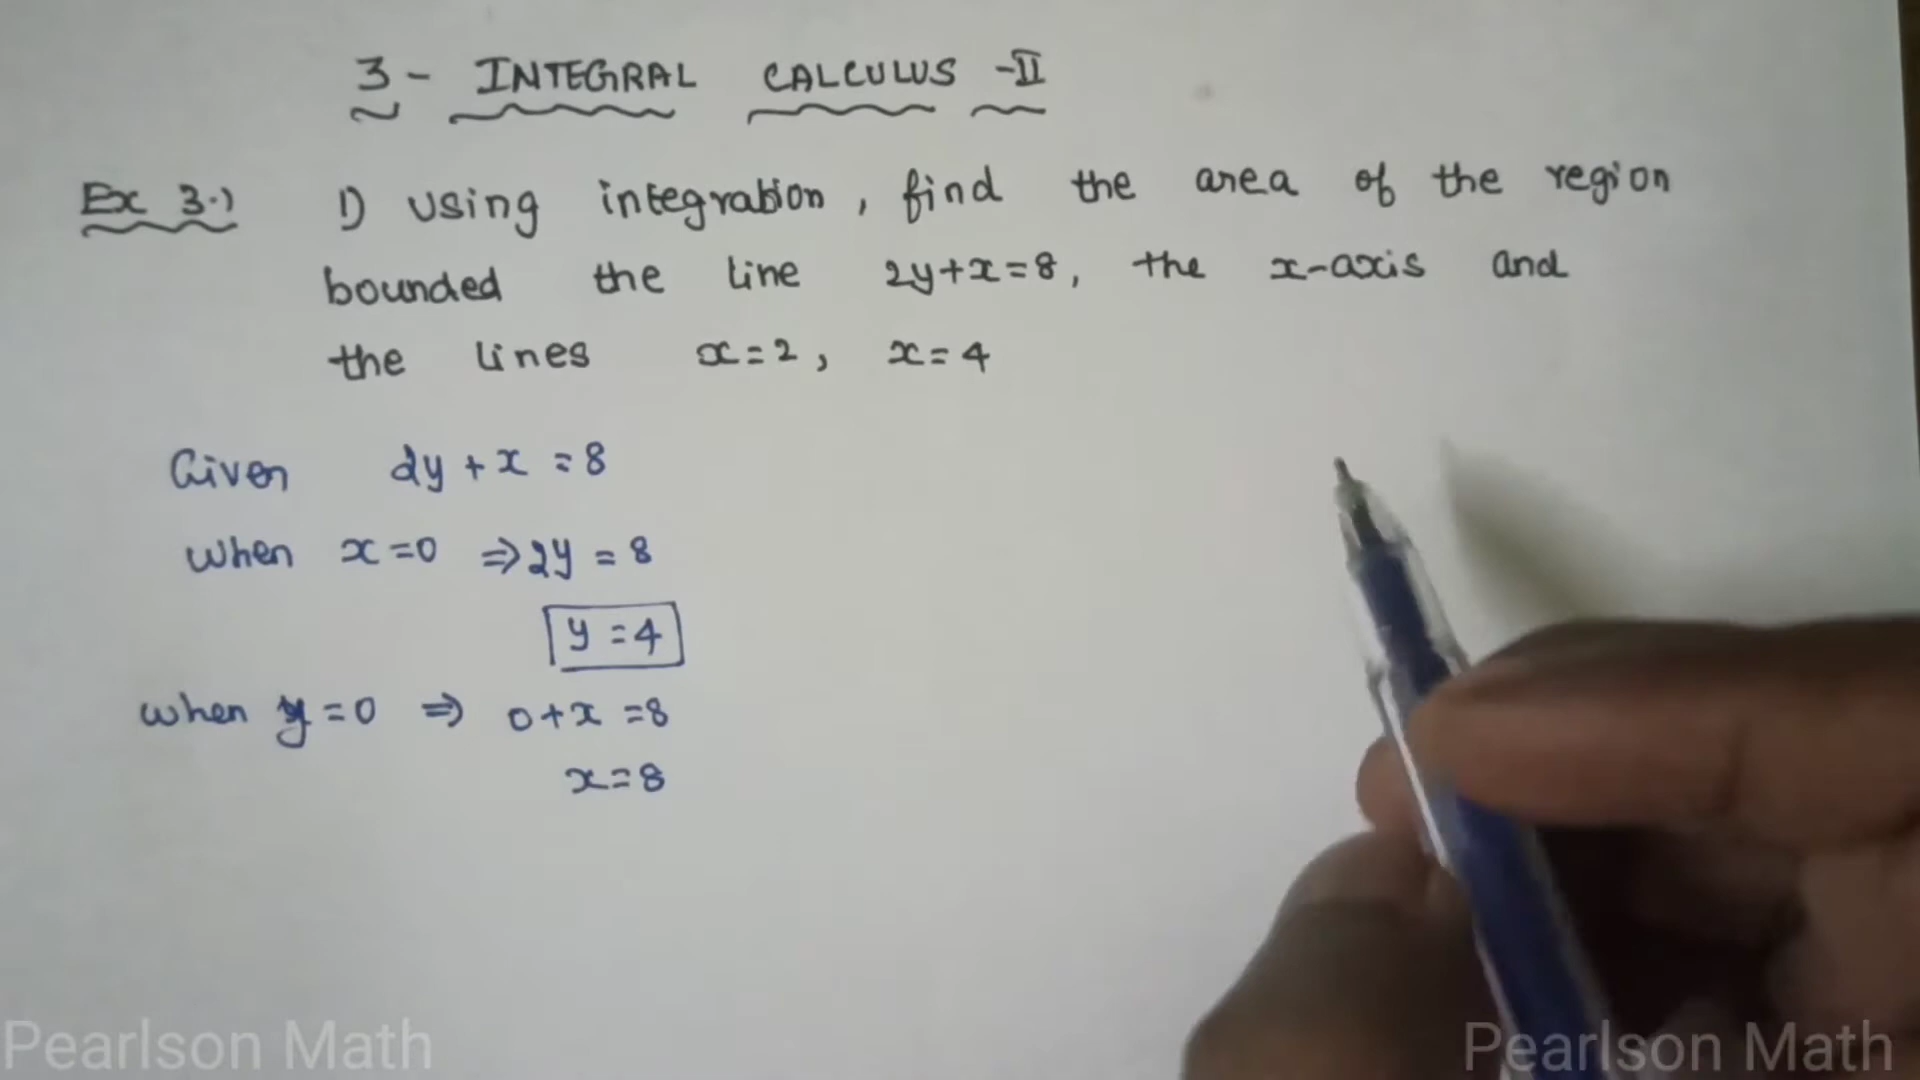 3 - INTEGRAL CALCULUS - II
Ex 3.1 1) Using integration, find the area of the region
bounded the line 2y+x=8, the x-axis and
the lines x=2, x=4
Given 2y+x=8
When x=0 ⇒ 2y=8
y=4
when y=0 ⇒ 0+x=8
x=8
Pearlson Math
Pearlson Math